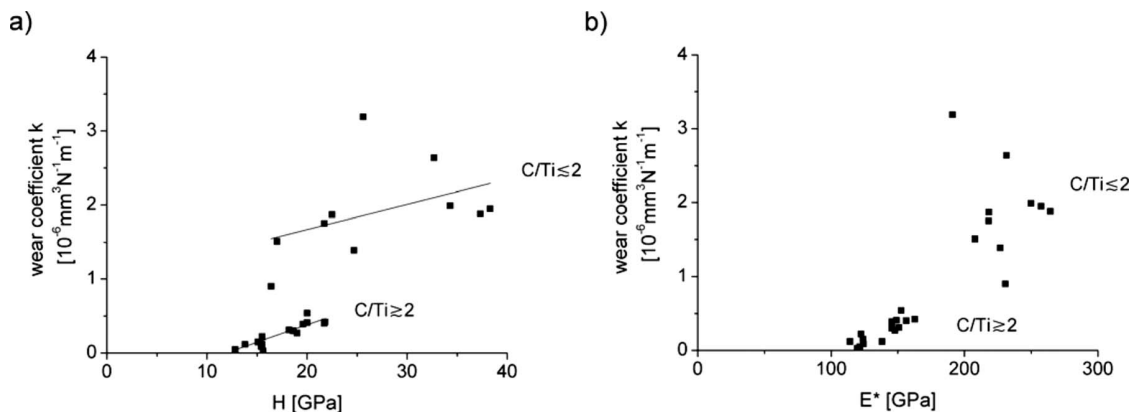 a)
4
3
2
1
0
wear coefficient k
[10⁻⁶mm³N⁻¹m⁻¹]
C/Ti≲2
C/Ti≳2
0
10
20
30
40
H [GPa]
b)
4
3
2
1
0
wear coefficient k
[10⁻⁶mm³N⁻¹m⁻¹]
C/Ti≲2
C/Ti≳2
0
100
200
300
E* [GPa]